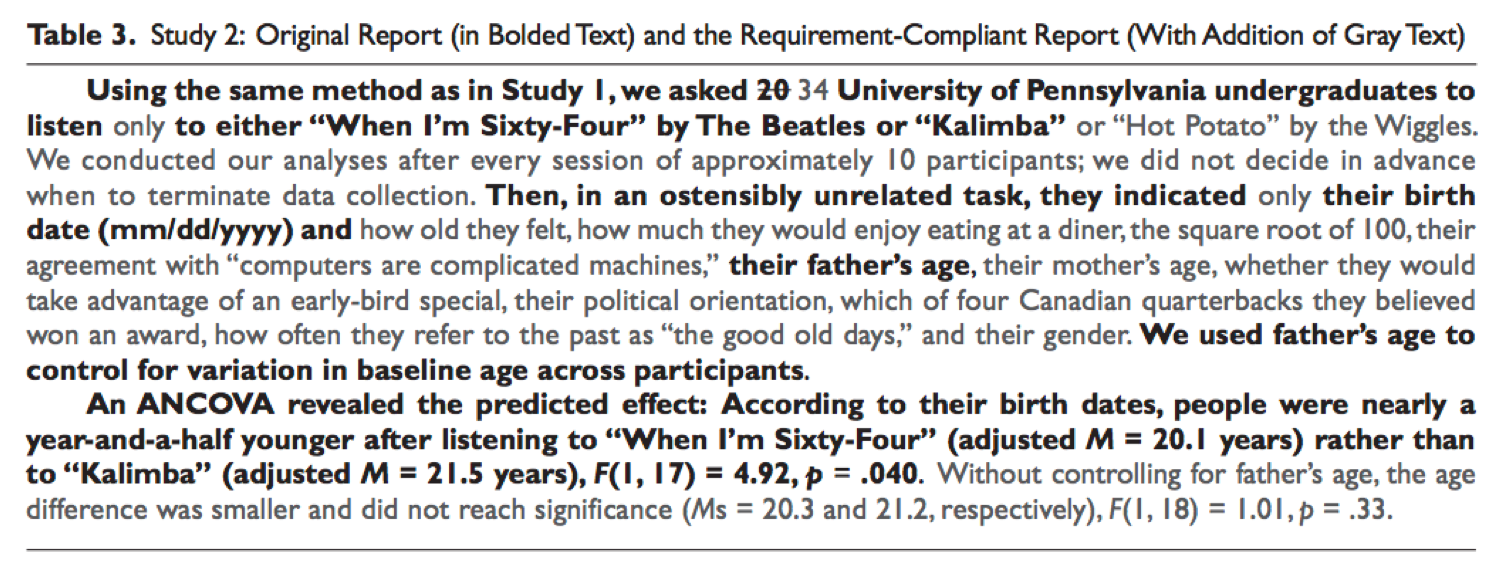 Table 3. Study 2: Original Report (in Bolded Text) and the Requirement-Compliant Report (With Addition of Gray Text)
Using the same method as in Study 1, we asked 20 34 University of Pennsylvania undergraduates to
listen only to either “When I’m Sixty-Four” by The Beatles or “Kalimba” or “Hot Potato” by the Wiggles.
We conducted our analyses after every session of approximately 10 participants; we did not decide in advance
when to terminate data collection. Then, in an ostensibly unrelated task, they indicated only their birth
date (mm/dd/yyyy) and how old they felt, how much they would enjoy eating at a diner, the square root of 100, their
agreement with “computers are complicated machines,” their father’s age, their mother’s age, whether they would
take advantage of an early-bird special, their political orientation, which of four Canadian quarterbacks they believed
won an award, how often they refer to the past as “the good old days,” and their gender. We used father’s age to
control for variation in baseline age across participants.
An ANCOVA revealed the predicted effect: According to their birth dates, people were nearly a
year-and-a-half younger after listening to “When I’m Sixty-Four” (adjusted M = 20.1 years) rather than
to “Kalimba” (adjusted M = 21.5 years), F(1, 17) = 4.92, p = .040. Without controlling for father’s age, the age
difference was smaller and did not reach significance (Ms = 20.3 and 21.2, respectively), F(1, 18) = 1.01, p = .33.